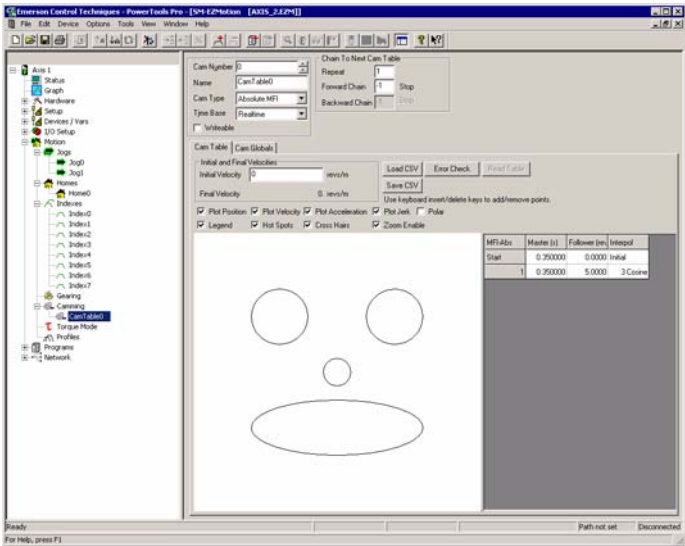 Emerson Control Techniques - PowerTools Pro - [SM-EZMotion [AXIS_2.EZM]]
File Edit Device Options Tools View Window Help
Axis 1
Status
Graph
Hardware
Setup
Devices / Vars
I/O Setup
Motion
Jogs
Jog0
Jog1
Homes
Home0
Indexes
Index0
Index1
Index2
Index3
Index4
Index5
Index6
Index7
Gearing
Camming
CamTable0
Torque Mode
Profiles
Programs
Network
Cam Number 0
Name CamTable0
Cam Type Absolute MFI
Time Base Realtime
Writeable
Chain To Next Cam Table
Repeat 1
Forward Chain -1 Stop
Backward Chain Stop
Cam Table Cam Globals
Initial and Final Velocities
Initial Velocity 0 revs/m
Final Velocity 0. revs/m
Load CSV Error Check Read Table
Save CSV
Use keyboard insert/delete keys to add/remove points.
Plot Position Plot Velocity Plot Acceleration Plot Jerk Polar
Legend Hot Spots Cross Hairs Zoom Enable
MFI-Abs Master (s) Follower (rev Interpol
Start 0.350000 0.0000 Initial
1 0.350000 5.0000 3 Cosine
Ready Path not set Disconnected
For Help, press F1